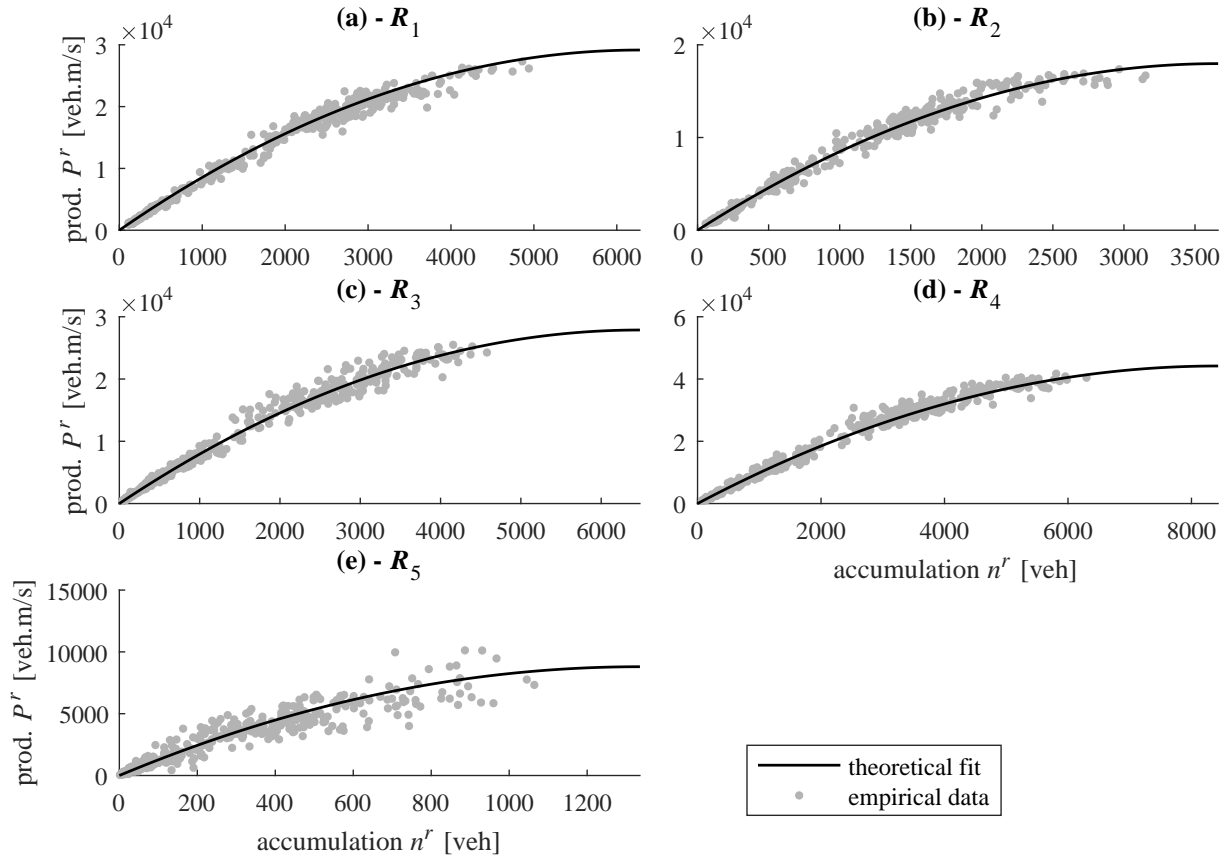 (a) - R1
×10^4
prod. P^r [veh.m/s]
3
2
1
0
0 1000 2000 3000 4000 5000 6000
(b) - R2
×10^4
2
1
0
0 500 1000 1500 2000 2500 3000 3500
(c) - R3
×10^4
prod. P^r [veh.m/s]
3
2
1
0
0 1000 2000 3000 4000 5000 6000
(d) - R4
×10^4
6
4
2
0
0 2000 4000 6000 8000
accumulation n^r [veh]
(e) - R5
prod. P^r [veh.m/s]
15000
10000
5000
0
0 200 400 600 800 1000 1200
accumulation n^r [veh]
theoretical fit
empirical data